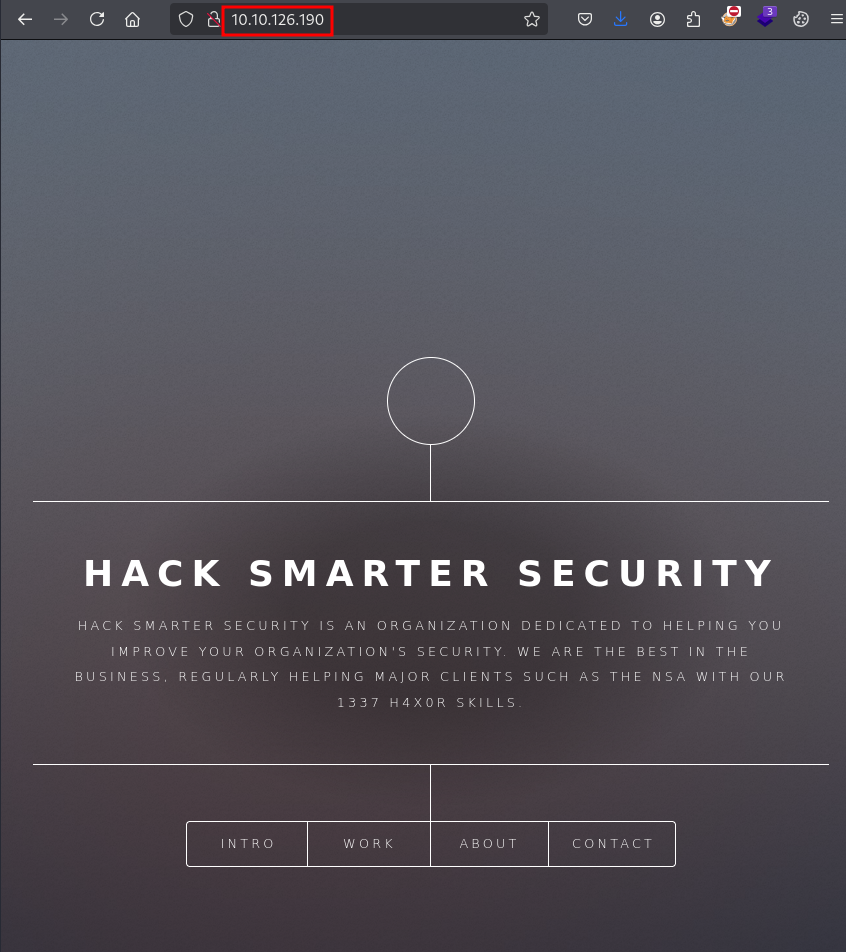 10.10.126.190
3
HACK SMARTER SECURITY
HACK SMARTER SECURITY IS AN ORGANIZATION DEDICATED TO HELPING YOU
IMPROVE YOUR ORGANIZATION'S SECURITY. WE ARE THE BEST IN THE
BUSINESS, REGULARLY HELPING MAJOR CLIENTS SUCH AS THE NSA WITH OUR
1337 H4X0R SKILLS.
INTRO WORK ABOUT CONTACT